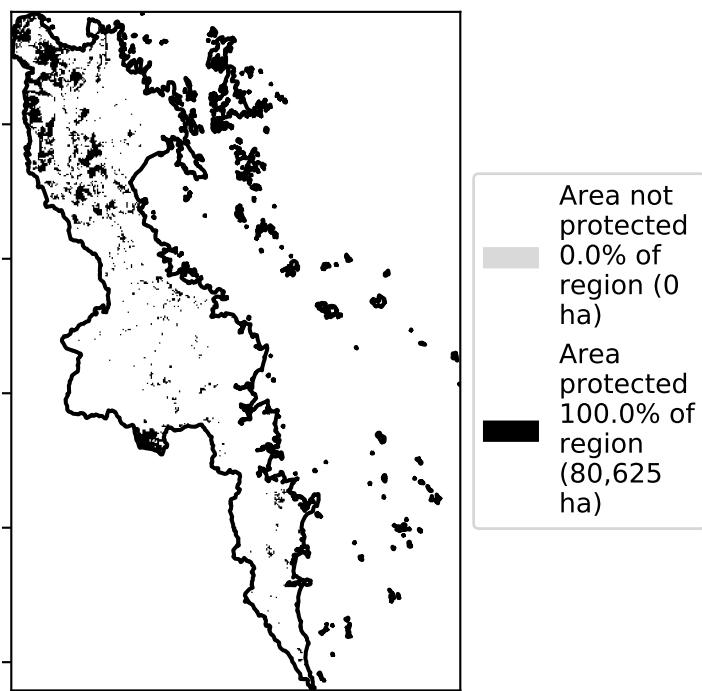 Area not
protected
0.0% of
region (0
ha)
Area
protected
100.0% of
region
(80,625
ha)